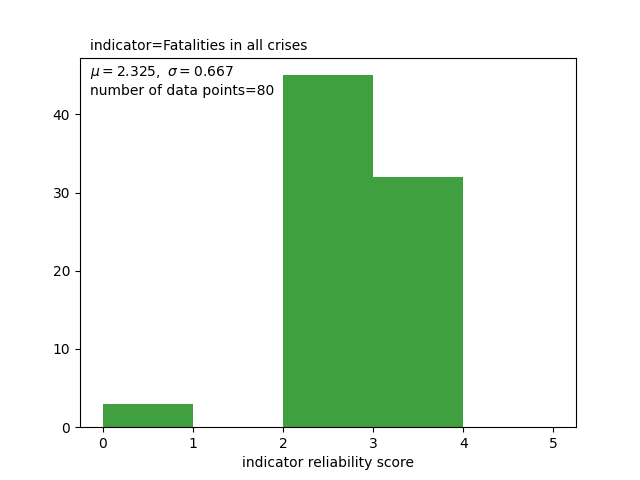 indicator=Fatalities in all crises
μ = 2.325, σ = 0.667
number of data points=80
40
30
20
10
0
0 1 2 3 4 5
indicator reliability score